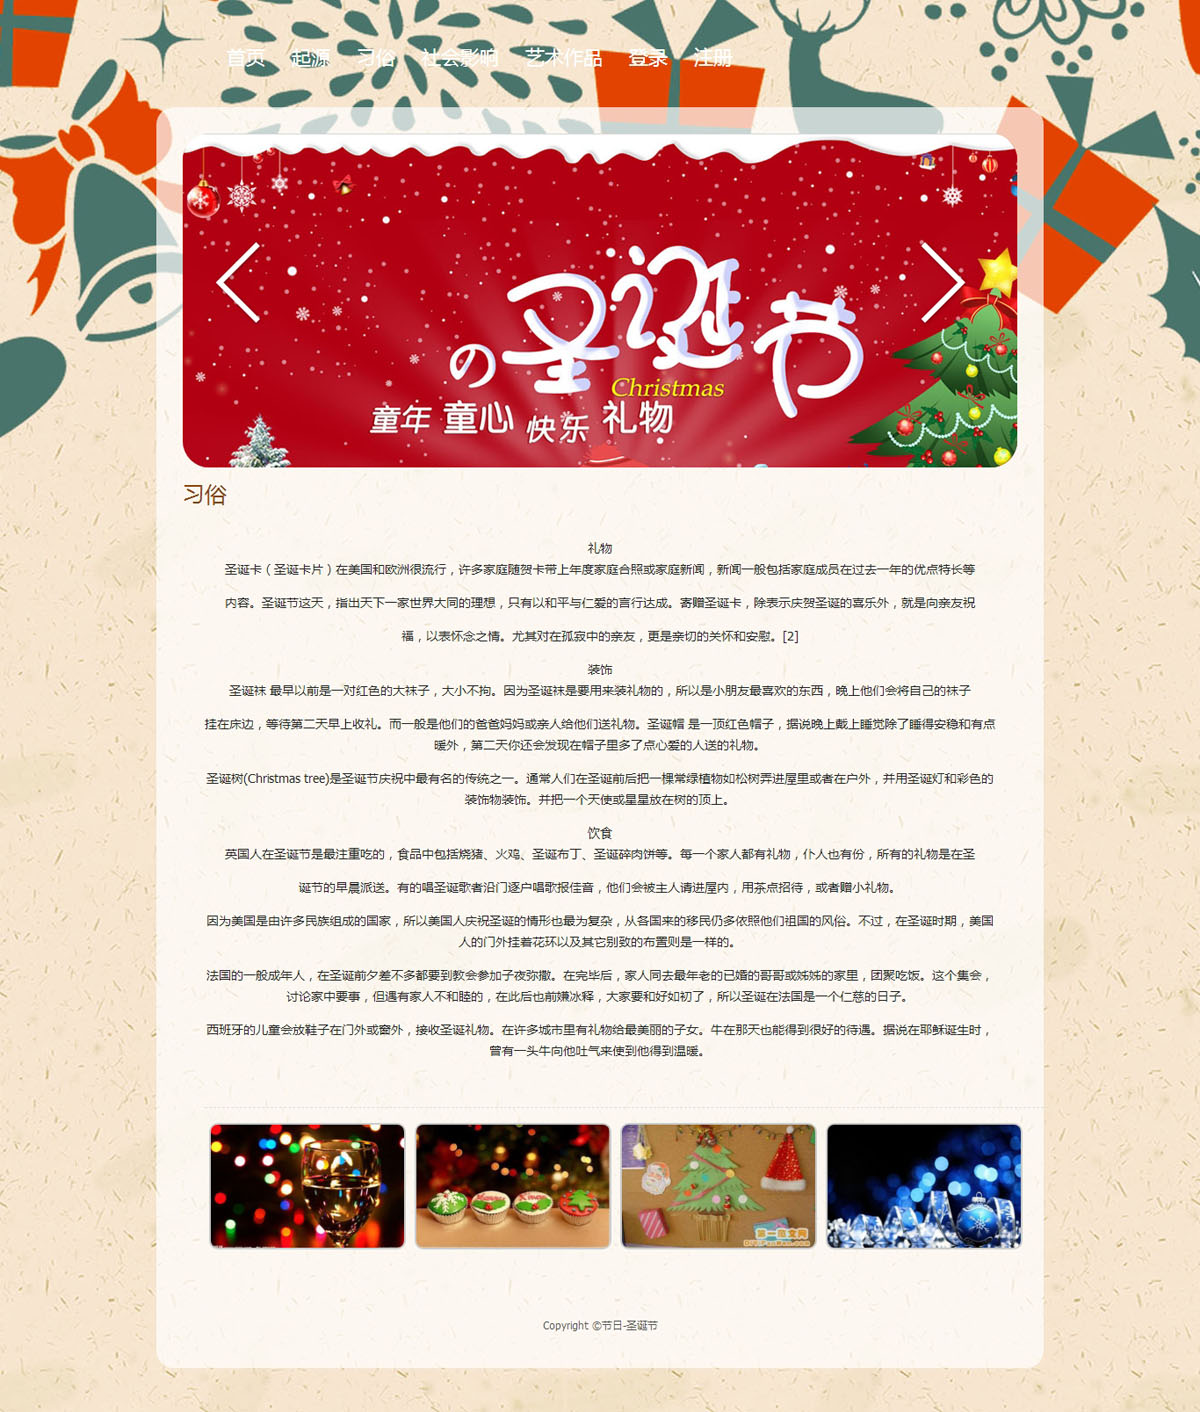 首页 起源 习俗 社会影响 艺术作品 登录 注册
の圣诞节
Christmas
童年 童心 快乐 礼物
习俗
礼物
圣诞卡（圣诞卡片）在美国和欧洲很流行，许多家庭随贺卡带上年度家庭合照或家庭新闻，新闻一般包括家庭成员在过去一年的优点特长等
内容。圣诞节这天，指出天下一家世界大同的理想，只有以和平与仁爱的言行达成。寄赠圣诞卡，除表示庆贺圣诞的喜乐外，就是向亲友祝
福，以表怀念之情。尤其对在孤寂中的亲友，更是亲切的关怀和安慰。[2]
装饰
圣诞袜 最早以前是一对红色的大袜子，大小不拘。因为圣诞袜是要用来装礼物的，所以是小朋友最喜欢的东西，晚上他们会将自己的袜子
挂在床边，等待第二天早上收礼。而一般是他们的爸爸妈妈或亲人给他们送礼物。圣诞帽 是一顶红色帽子，据说晚上戴上睡觉除了睡得安稳和有点
暖外，第二天你还会发现在帽子里多了点心爱的人送的礼物。
圣诞树(Christmas tree)是圣诞节庆祝中最有名的传统之一。通常人们在圣诞前后把一棵常绿植物如松树弄进屋里或者在户外，并用圣诞灯和彩色的
装饰物装饰。并把一个天使或星星放在树的顶上。
饮食
英国人在圣诞节是最注重吃的，食品中包括烧猪、火鸡、圣诞布丁、圣诞碎肉饼等。每一个家人都有礼物，仆人也有份，所有的礼物是在圣
诞节的早晨派送。有的唱圣诞歌者沿门逐户唱歌报佳音，他们会被主人请进屋内，用茶点招待，或者赠小礼物。
因为美国是由许多民族组成的国家，所以美国人庆祝圣诞的情形也最为复杂，从各国来的移民仍多依照他们祖国的风俗。不过，在圣诞时期，美国
人的门外挂着花环以及其它别致的布置则是一样的。
法国的一般成年人，在圣诞前夕差不多都要到教会参加子夜弥撒。在完毕后，家人同去最年老的已婚的哥哥或姊姊的家里，团聚吃饭。这个集会，
讨论家中要事，但遇有家人不和睦的，在此后也前嫌冰释，大家要和好如初了，所以圣诞在法国是一个仁慈的日子。
西班牙的儿童会放鞋子在门外或窗外，接收圣诞礼物。在许多城市里有礼物给最美丽的子女。牛在那天也能得到很好的待遇。据说在耶稣诞生时，
曾有一头牛向他吐气来使到他得到温暖。
Copyright ©节日-圣诞节